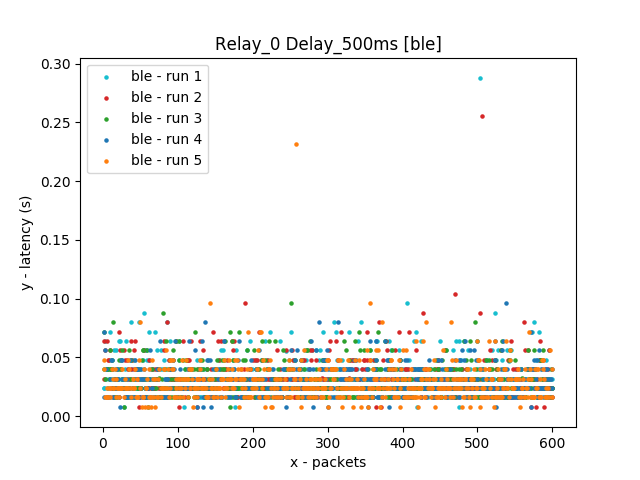 Relay_0 Delay_500ms [ble]
ble - run 1
ble - run 2
ble - run 3
ble - run 4
ble - run 5
y - latency (s)
0.30
0.25
0.20
0.15
0.10
0.05
0.00
0 100 200 300 400 500 600
x - packets